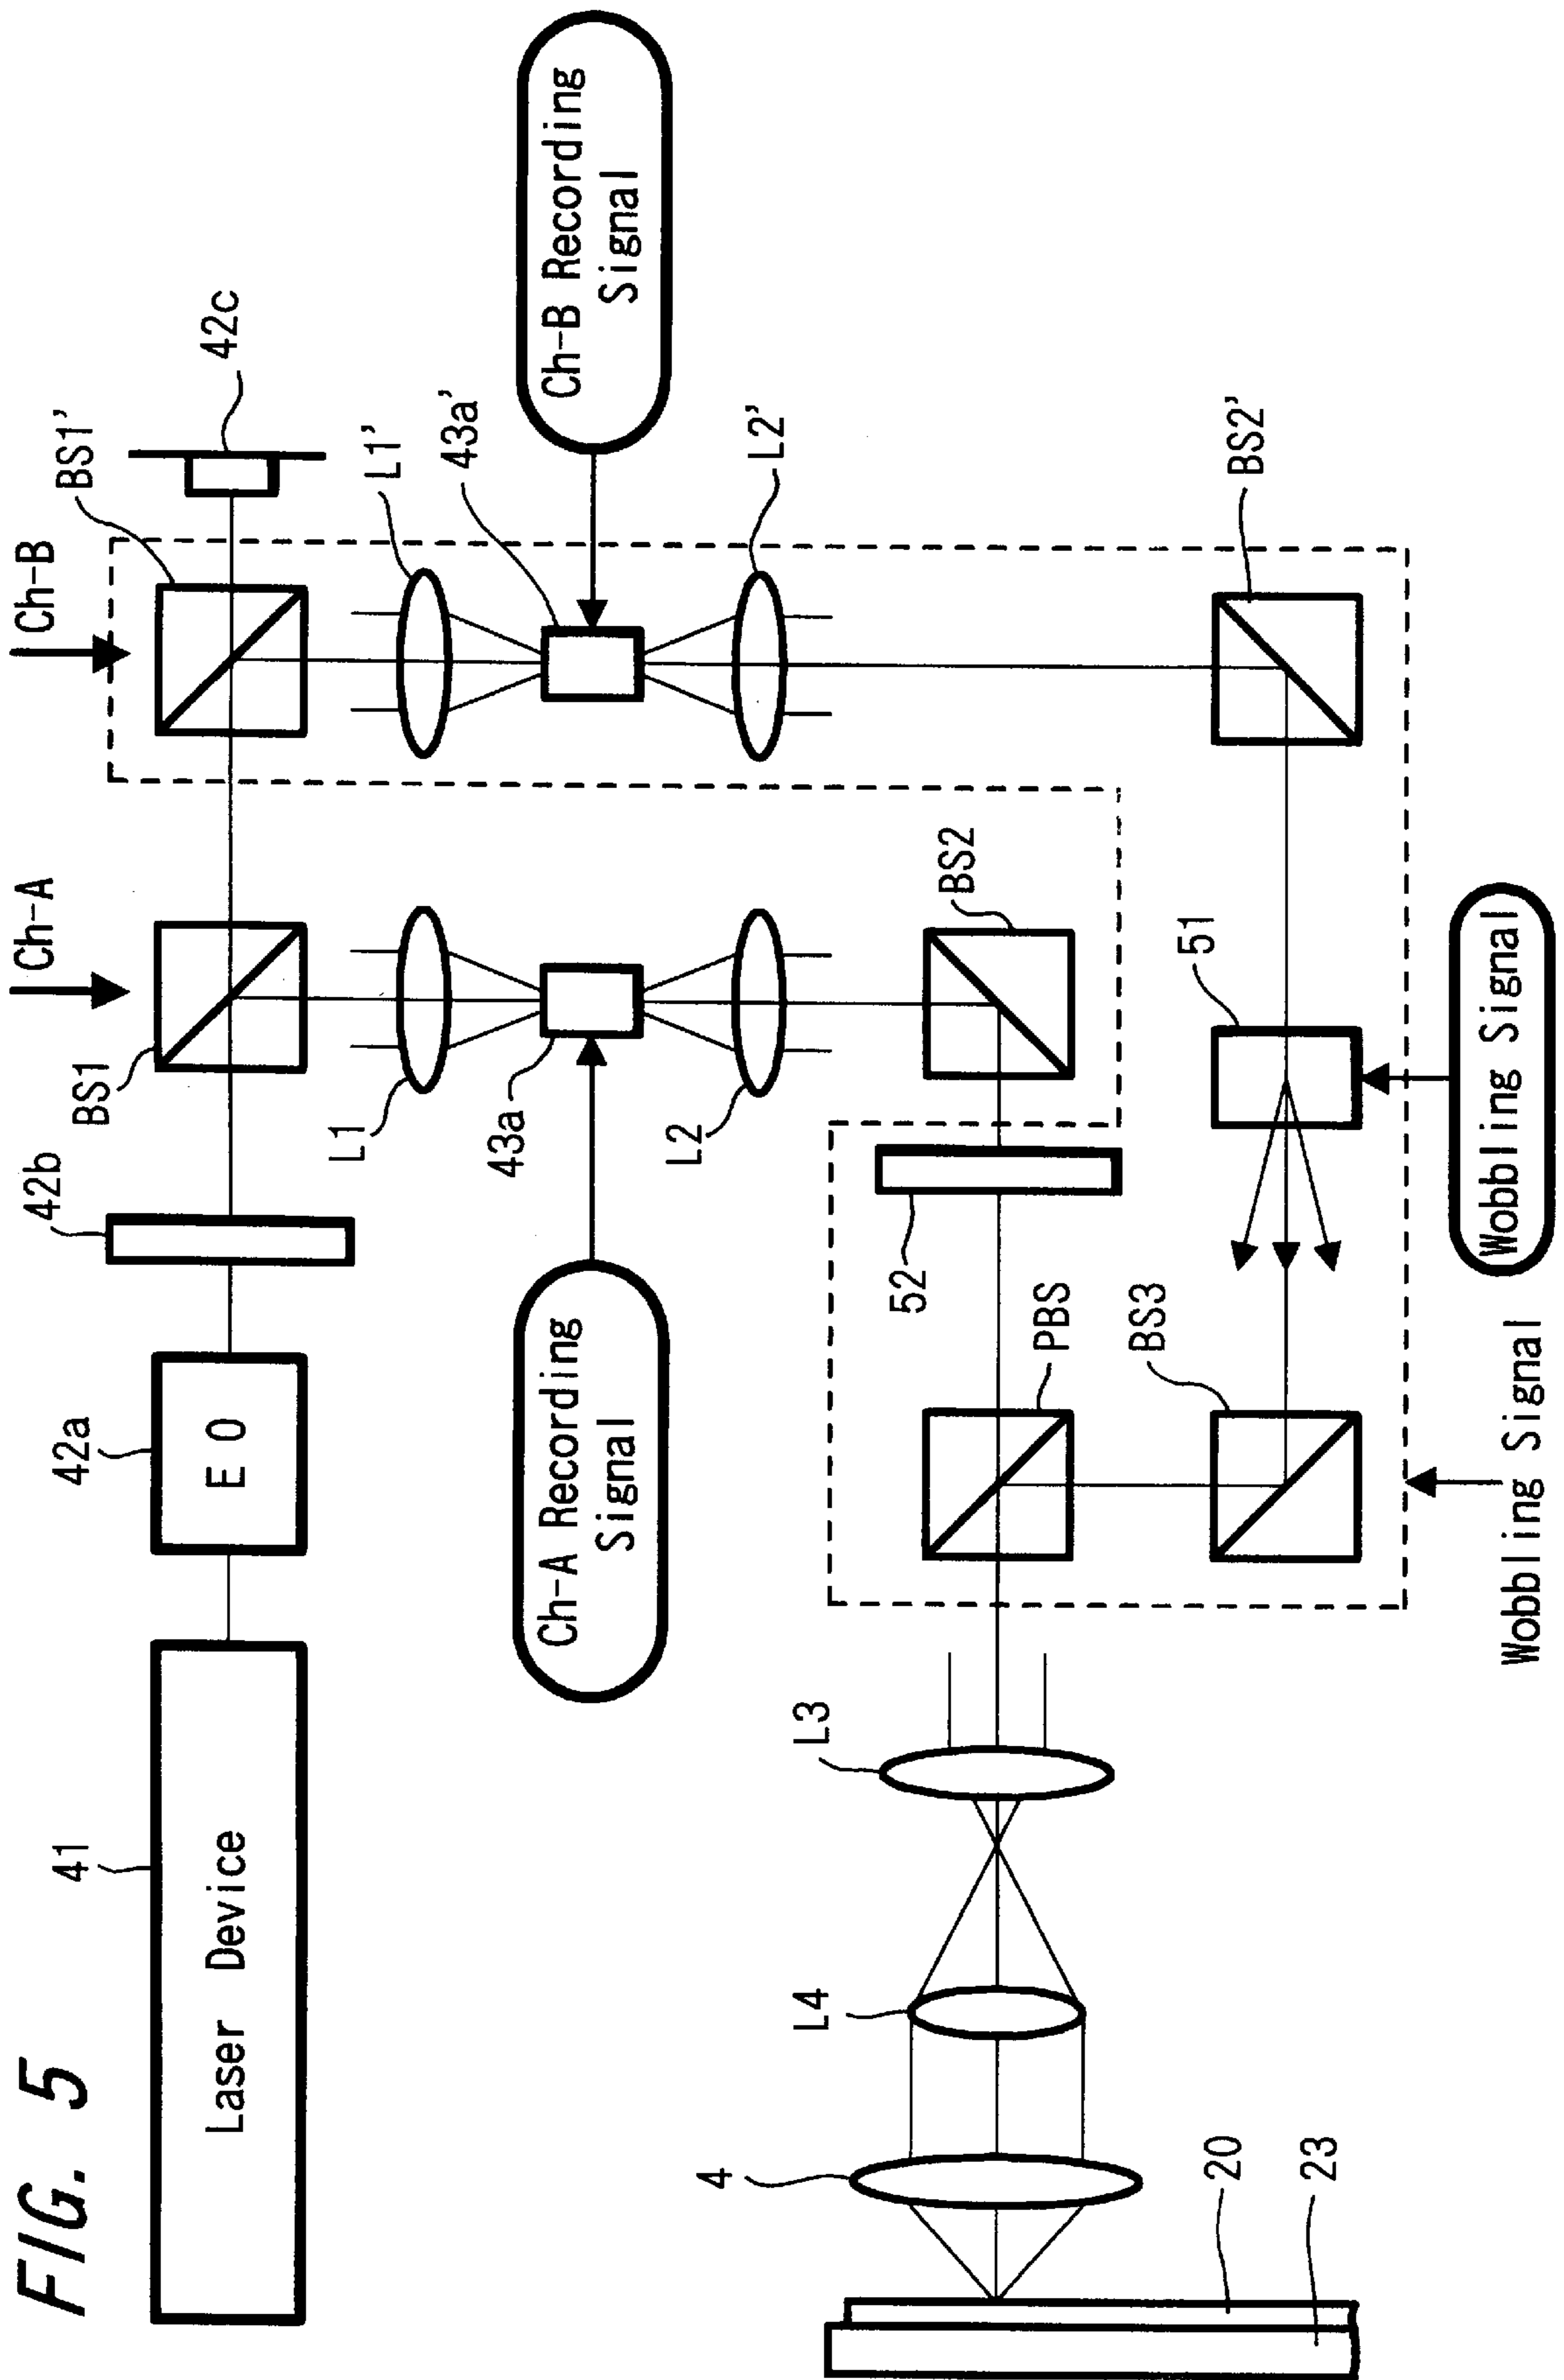 FIG. 5
41
Laser Device
42a
E O
42b
BS1
Ch-A
BS1'
Ch-B
42c
L1
L1'
43a
43a'
Ch-A Recording
Signal
Ch-B Recording
Signal
L2
L2'
BS2
BS2'
52
PBS
BS3
51
Wobbling Signal
Wobbling Signal
L3
L4
4
20
23